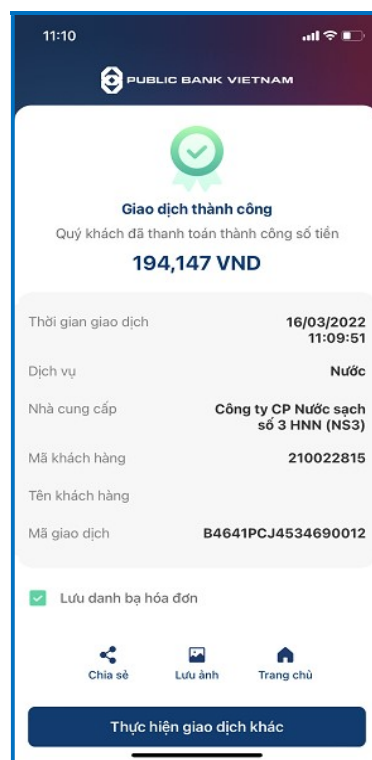 11:10
PUBLIC BANK VIETNAM
Giao dịch thành công
Quý khách đã thanh toán thành công số tiền
194,147 VND
Thời gian giao dịch 16/03/2022
11:09:51
Dịch vụ Nước
Nhà cung cấp Công ty CP Nước sạch
số 3 HNN (NS3)
Mã khách hàng 210022815
Tên khách hàng
Mã giao dịch B4641PCJ4534690012
Lưu danh bạ hóa đơn
Chia sẻ Lưu ảnh Trang chủ
Thực hiện giao dịch khác